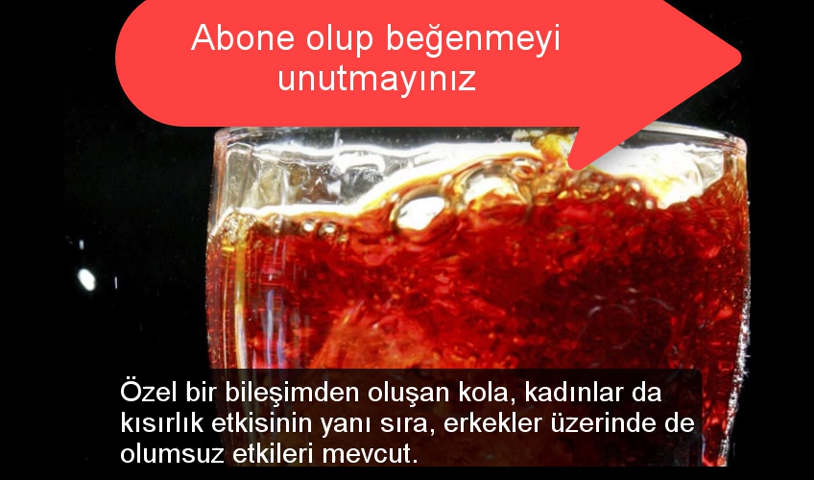 Abone olup beğenmeyi
unutmayınız
Özel bir bileşimden oluşan kola, kadınlar da
kısırlık etkisinin yanı sıra, erkekler üzerinde de
olumsuz etkileri mevcut.